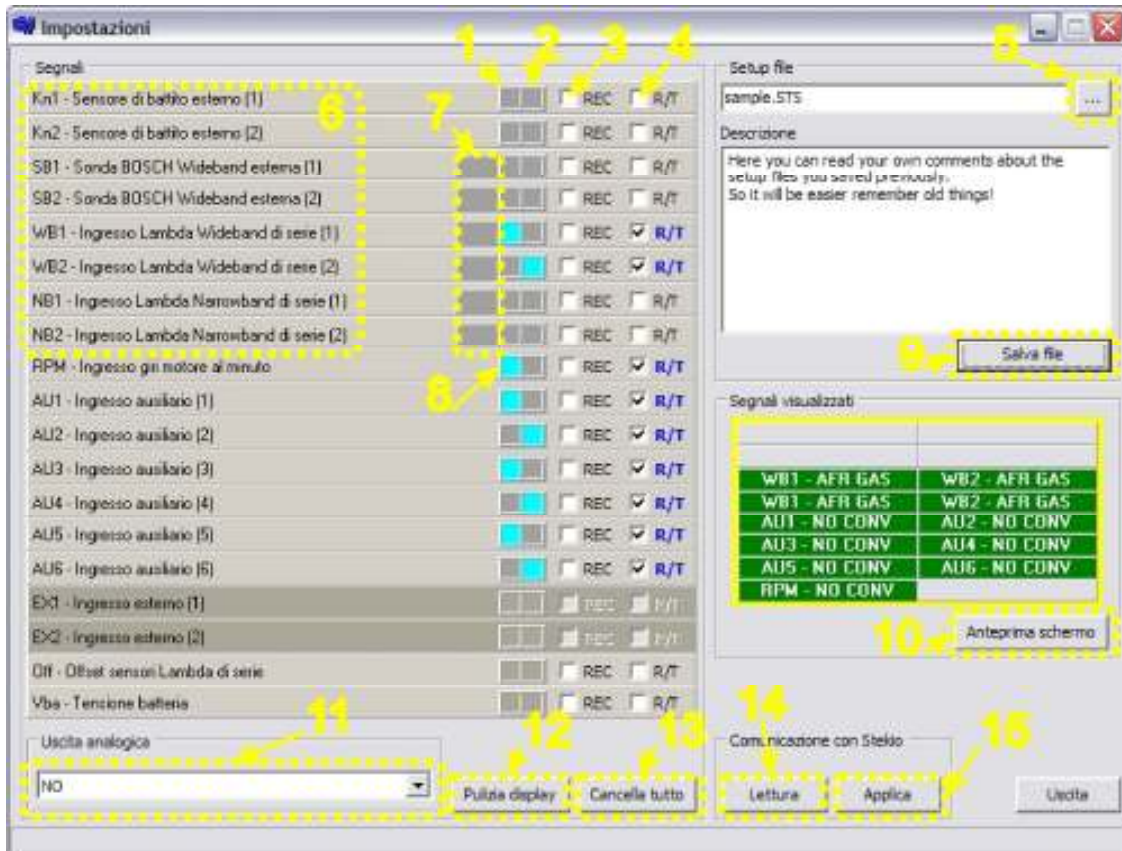 Impostazioni
1 2 3 4 5
Segnali
Kn1 - Sensore di battito esterno (1) REC R/T
Kn2 - Sensore di battito esterno (2) REC R/T
SB1 - Sonda BOSCH Wideband esterna (1) REC R/T
SB2 - Sonda BOSCH Wideband esterna (2) REC R/T
WB1 - Ingresso Lambda Wideband di serie (1) REC R/T
WB2 - Ingresso Lambda Wideband di serie (2) REC R/T
NB1 - Ingresso Lambda Narrowband di serie (1) REC R/T
NB2 - Ingresso Lambda Narrowband di serie (2) REC R/T
RPM - Ingresso giri motore al minuto REC R/T
AU1 - Ingresso ausiliario (1) REC R/T
AU2 - Ingresso ausiliario (2) REC R/T
AU3 - Ingresso ausiliario (3) REC R/T
AU4 - Ingresso ausiliario (4) REC R/T
AU5 - Ingresso ausiliario (5) REC R/T
AU6 - Ingresso ausiliario (6) REC R/T
EX1 - Ingresso esterno (1) REC R/T
EX2 - Ingresso esterno (2) REC R/T
Off - Offset sensori Lambda di serie REC R/T
Vba - Tensione batteria REC R/T
6
7
8
Setup file
sample.STS ...
Descrizione
Here you can read your own comments about the
setup files you saved previously.
So it will be easier remember old things!
9 Salva file
Segnali visualizzati
WB1 - AFR GAS WB2 - AFR GAS
WB1 - AFR GAS WB2 - AFR GAS
AU1 - NO CONV AU2 - NO CONV
AU3 - NO CONV AU4 - NO CONV
AU5 - NO CONV AU6 - NO CONV
RPM - NO CONV
10 Anteprima schermo
11 12 13 14 15
Uscita analogica
NO
Pulizia display Cancella tutto
Comunicazione con Stekio
Lettura Applica Uscita